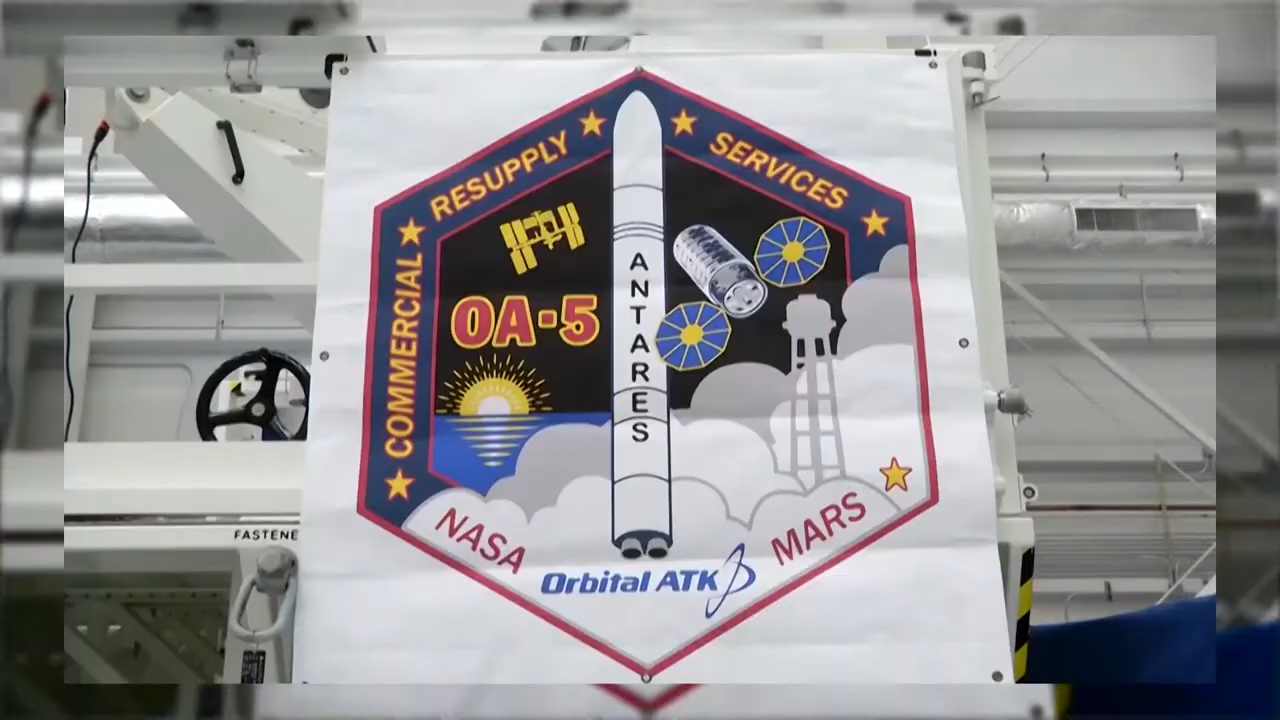 COMMERCIAL RESUPPLY SERVICES
OA-5
ANTARES
NASA
Orbital ATK
MARS
FASTENE